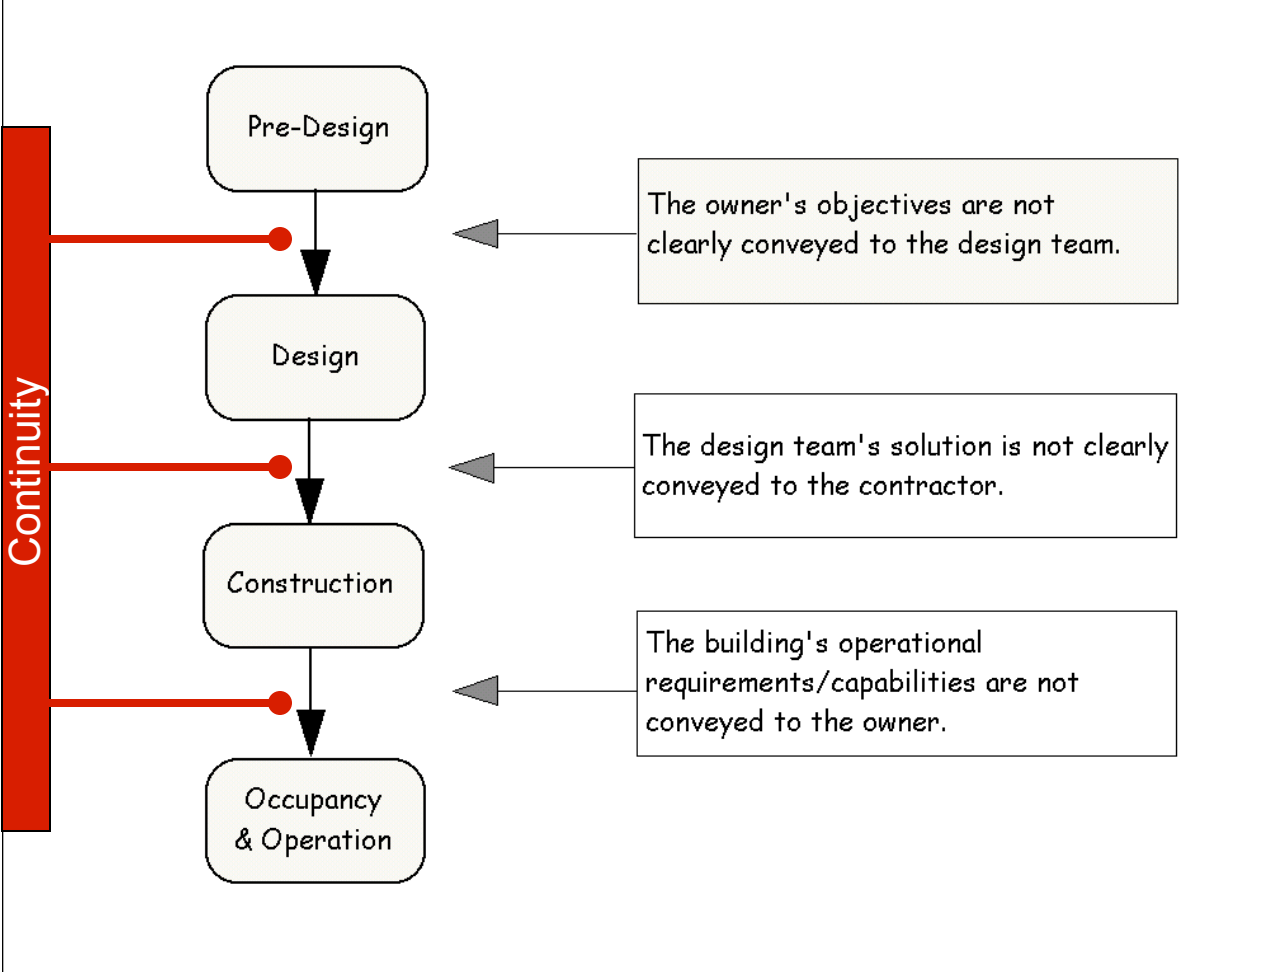 Pre-Design
The owner's objectives are not
clearly conveyed to the design team.
Design
Continuity
The design team's solution is not clearly
conveyed to the contractor.
Construction
The building's operational
requirements/capabilities are not
conveyed to the owner.
Occupancy
& Operation